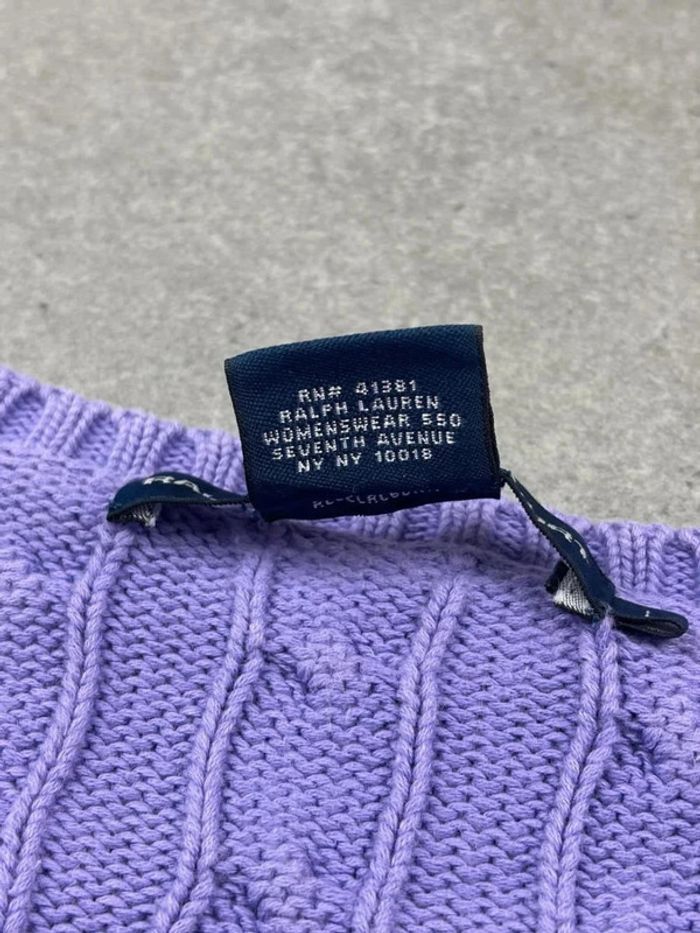 RN# 41381
RALPH LAUREN
WOMENSWEAR 550
SEVENTH AVENUE
NY NY 10018